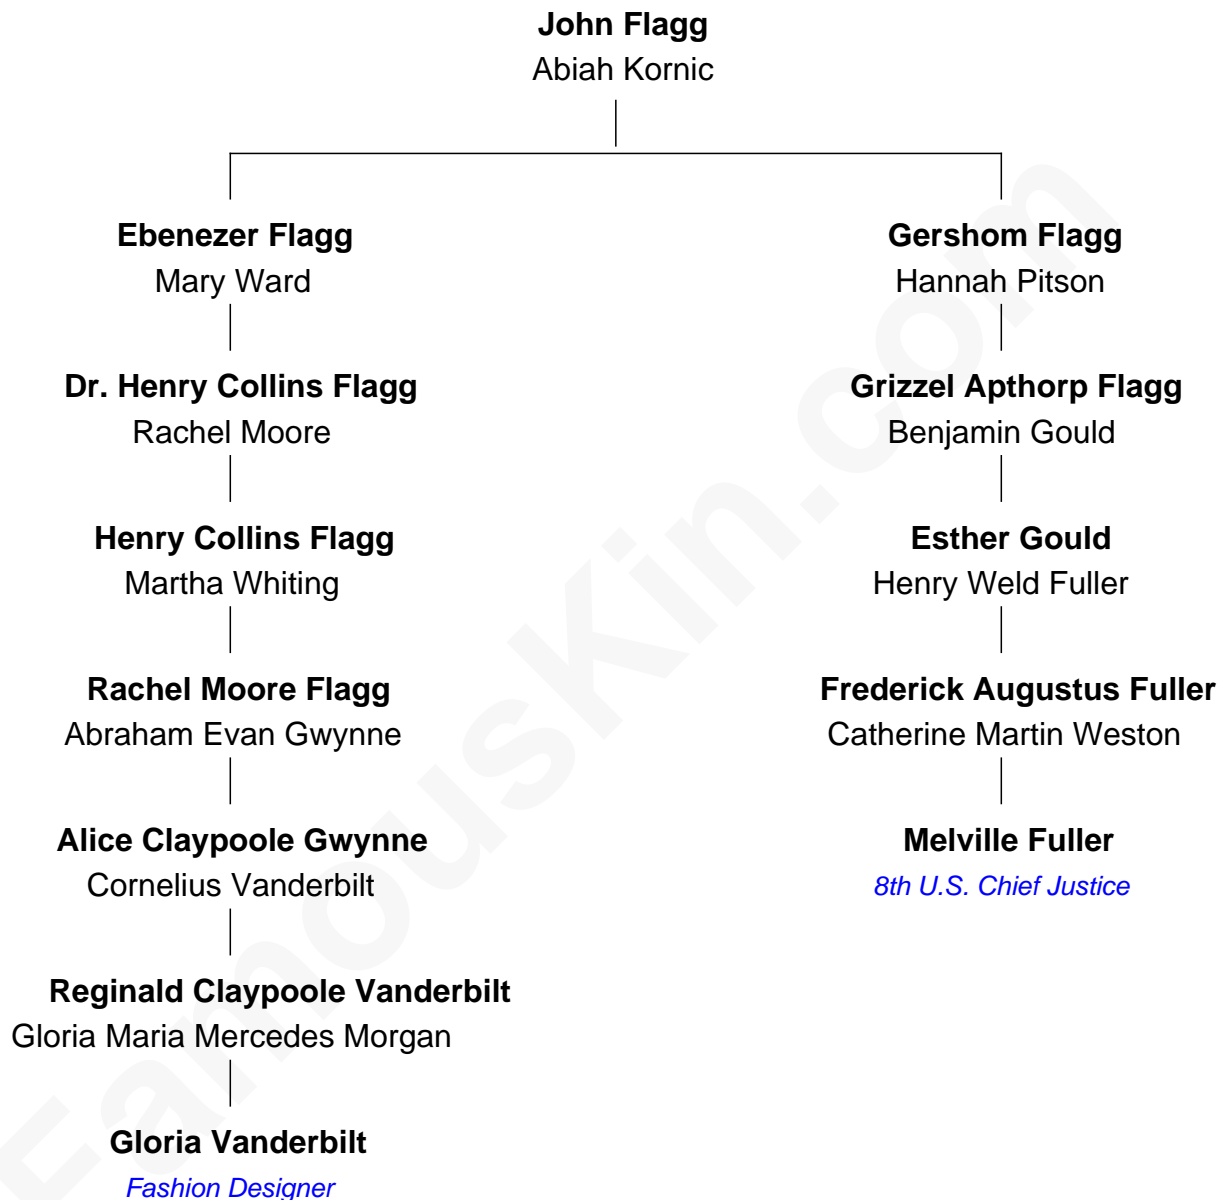 John Flagg
Abiah Kornic
Ebenezer Flagg
Mary Ward
Gershom Flagg
Hannah Pitson
Dr. Henry Collins Flagg
Rachel Moore
Grizzel Apthorp Flagg
Benjamin Gould
Henry Collins Flagg
Martha Whiting
Esther Gould
Henry Weld Fuller
Rachel Moore Flagg
Abraham Evan Gwynne
Frederick Augustus Fuller
Catherine Martin Weston
Alice Claypoole Gwynne
Cornelius Vanderbilt
Melville Fuller
8th U.S. Chief Justice
Reginald Claypoole Vanderbilt
Gloria Maria Mercedes Morgan
Gloria Vanderbilt
Fashion Designer
FamousKin.com